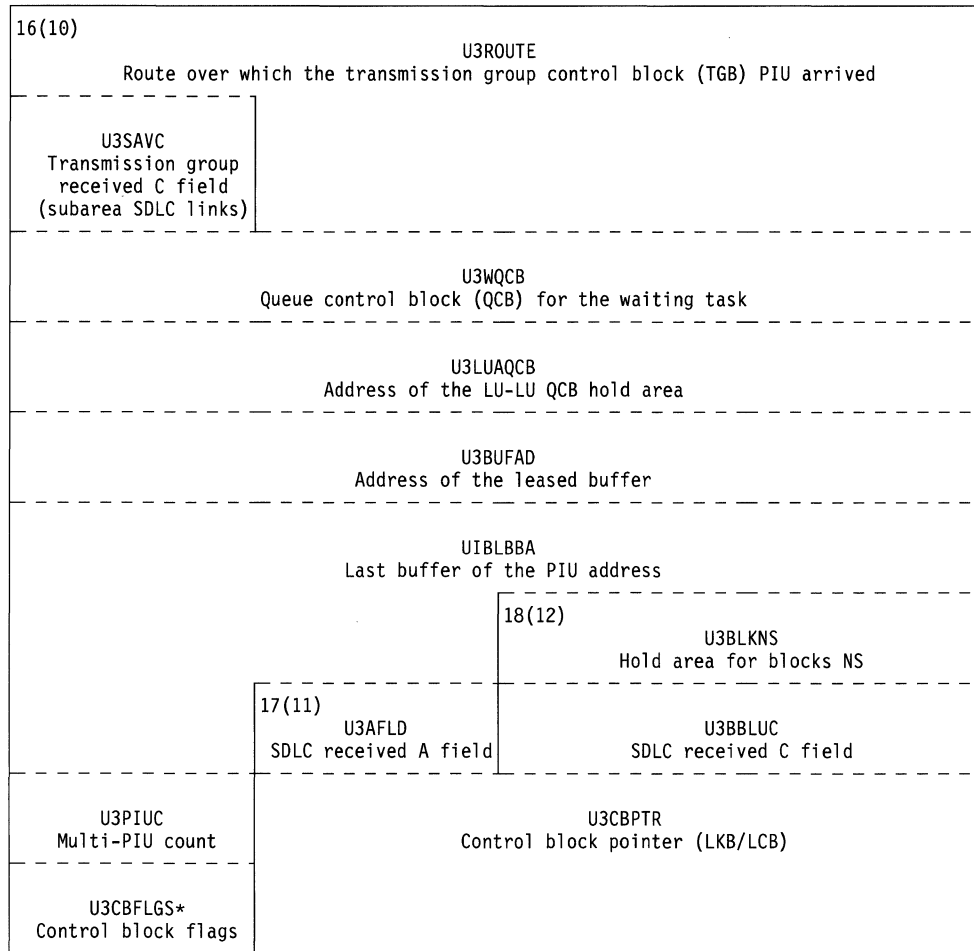 16(10)
U3ROUTE
Route over which the transmission group control block (TGB) PIU arrived
U3SAVC
Transmission group
received C field
(subarea SDLC links)
U3WQCB
Queue control block (QCB) for the waiting task
U3LUAQCB
Address of the LU-LU QCB hold area
U3BUFAD
Address of the leased buffer
UIBLBBA
Last buffer of the PIU address
18(12)
U3BLKNS
Hold area for blocks NS
17(11)
U3AFLD
SDLC received A field
U3BBLUC
SDLC received C field
U3PIUC
Multi-PIU count
U3CBPTR
Control block pointer (LKB/LCB)
U3CBFLGS*
Control block flags